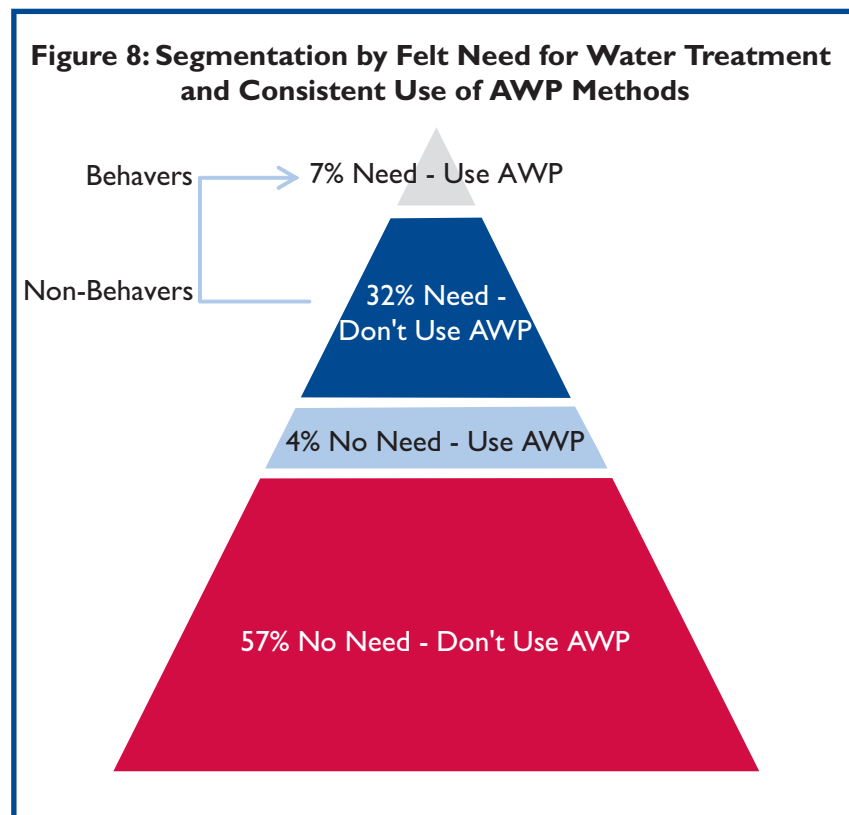 Figure 8: Segmentation by Felt Need for Water Treatment
and Consistent Use of AWP Methods
Behavers
7% Need - Use AWP
Non-Behavers
32% Need -
Don't Use AWP
4% No Need - Use AWP
57% No Need - Don't Use AWP